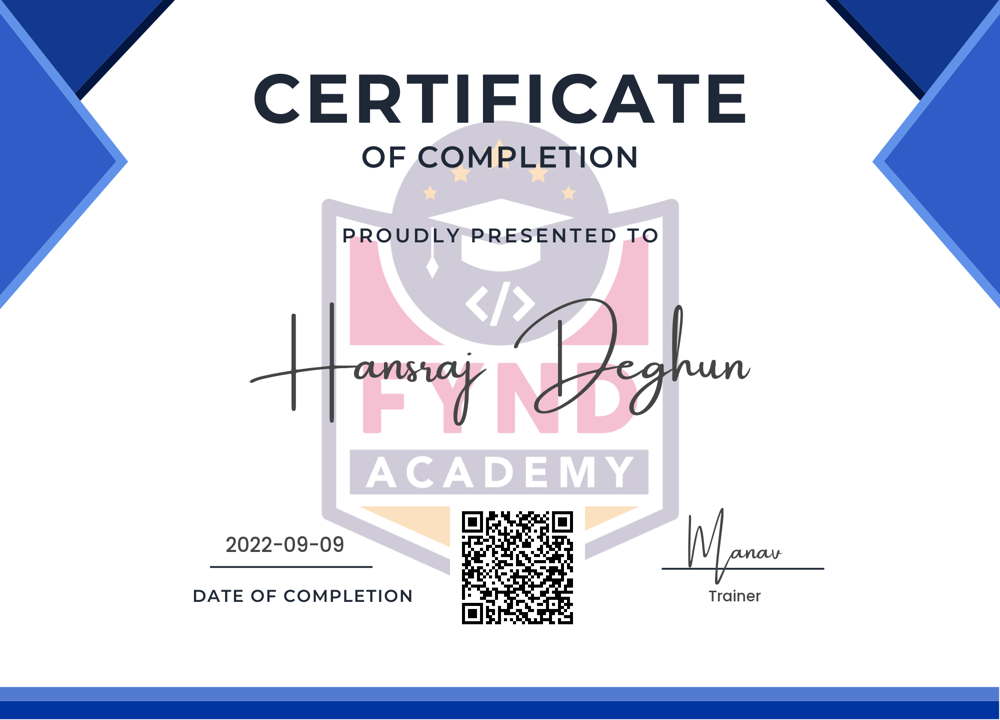 CERTIFICATE
OF COMPLETION
PROUDLY PRESENTED TO
</>
Hansraj Deghun
FYND
ACADEMY
2022-09-09
DATE OF COMPLETION
Manav
Trainer